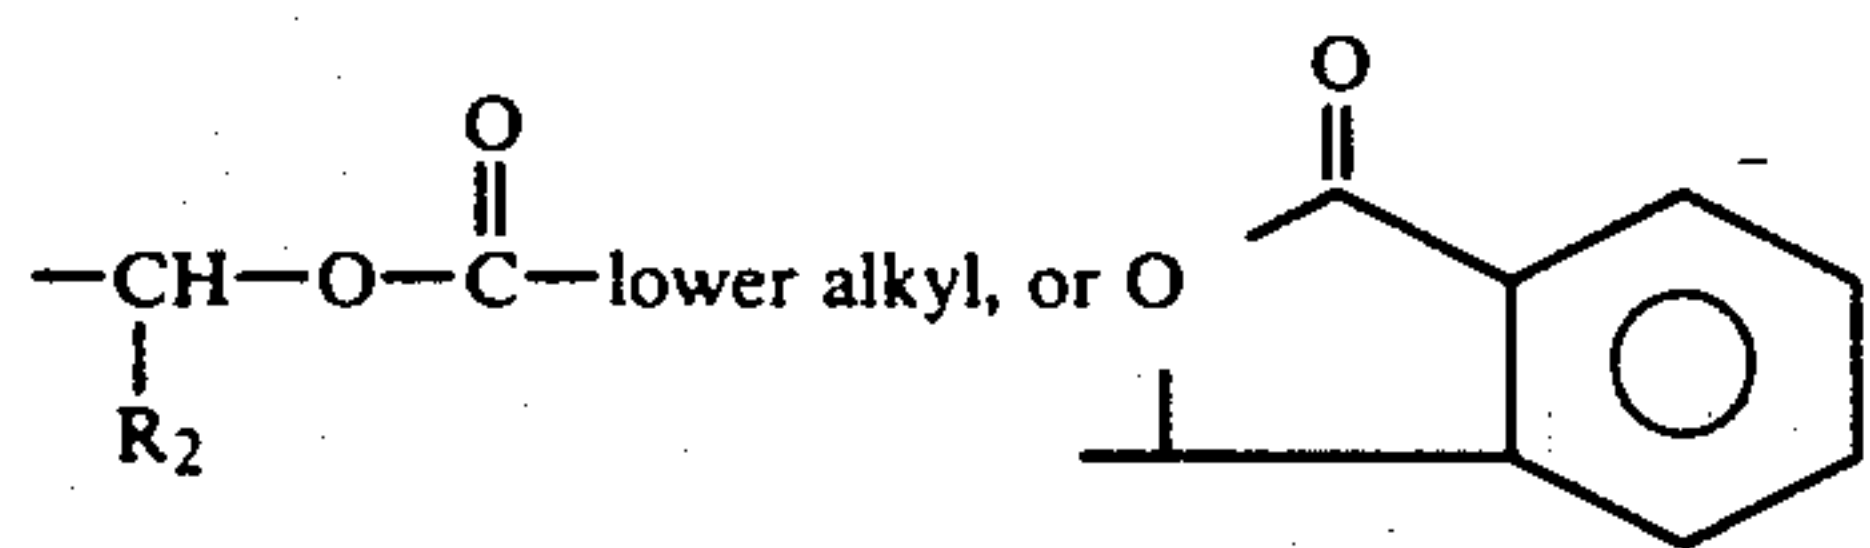 O
O
—CH—O—C—lower alkyl, or O
R2